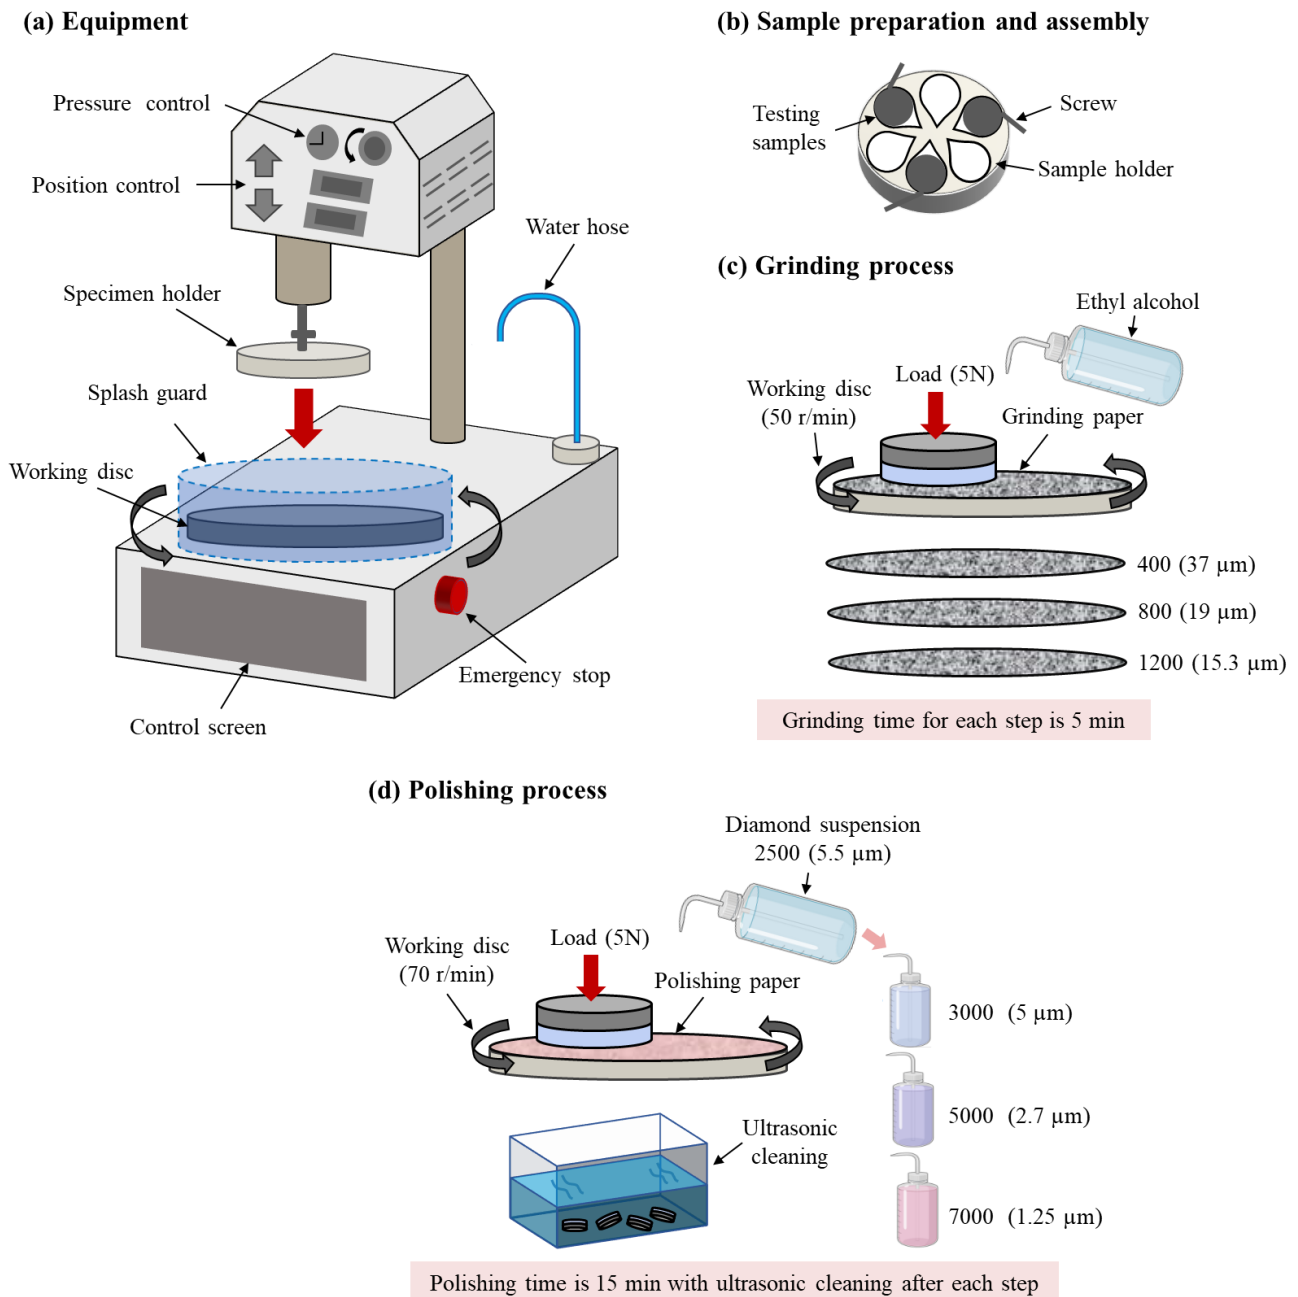 (a) Equipment
Pressure control
Position control
Specimen holder
Splash guard
Working disc
Water hose
Emergency stop
Control screen
(b) Sample preparation and assembly
Testing
samples
Screw
Sample holder
(c) Grinding process
Ethyl alcohol
Load (5N)
Working disc
(50 r/min)
Grinding paper
400 (37 µm)
800 (19 µm)
1200 (15.3 µm)
Grinding time for each step is 5 min
(d) Polishing process
Diamond suspension
2500 (5.5 µm)
Load (5N)
Working disc
(70 r/min)
Polishing paper
3000 (5 µm)
5000 (2.7 µm)
7000 (1.25 µm)
Ultrasonic
cleaning
Polishing time is 15 min with ultrasonic cleaning after each step